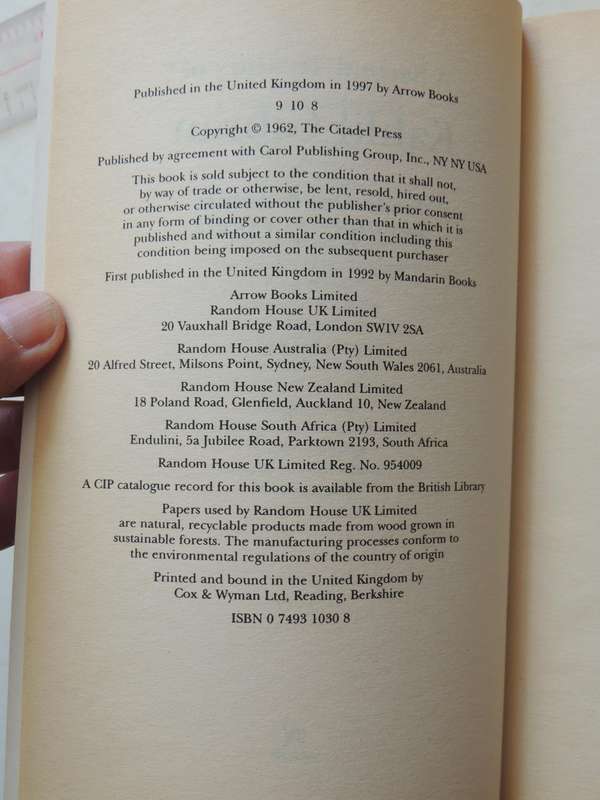 Published in the United Kingdom in 1997 by Arrow Books
9 10 8
Copyright © 1962, The Citadel Press
Published by agreement with Carol Publishing Group, Inc., NY NY USA
This book is sold subject to the condition that it shall not,
by way of trade or otherwise, be lent, resold, hired out,
or otherwise circulated without the publisher's prior consent
in any form of binding or cover other than that in which it is
published and without a similar condition including this
condition being imposed on the subsequent purchaser
First published in the United Kingdom in 1992 by Mandarin Books
Arrow Books Limited
Random House UK Limited
20 Vauxhall Bridge Road, London SW1V 2SA
Random House Australia (Pty) Limited
20 Alfred Street, Milsons Point, Sydney, New South Wales 2061, Australia
Random House New Zealand Limited
18 Poland Road, Glenfield, Auckland 10, New Zealand
Random House South Africa (Pty) Limited
Endulini, 5a Jubilee Road, Parktown 2193, South Africa
Random House UK Limited Reg. No. 954009
A CIP catalogue record for this book is available from the British Library
Papers used by Random House UK Limited
are natural, recyclable products made from wood grown in
sustainable forests. The manufacturing processes conform to
the environmental regulations of the country of origin
Printed and bound in the United Kingdom by
Cox & Wyman Ltd, Reading, Berkshire
ISBN 0 7493 1030 8